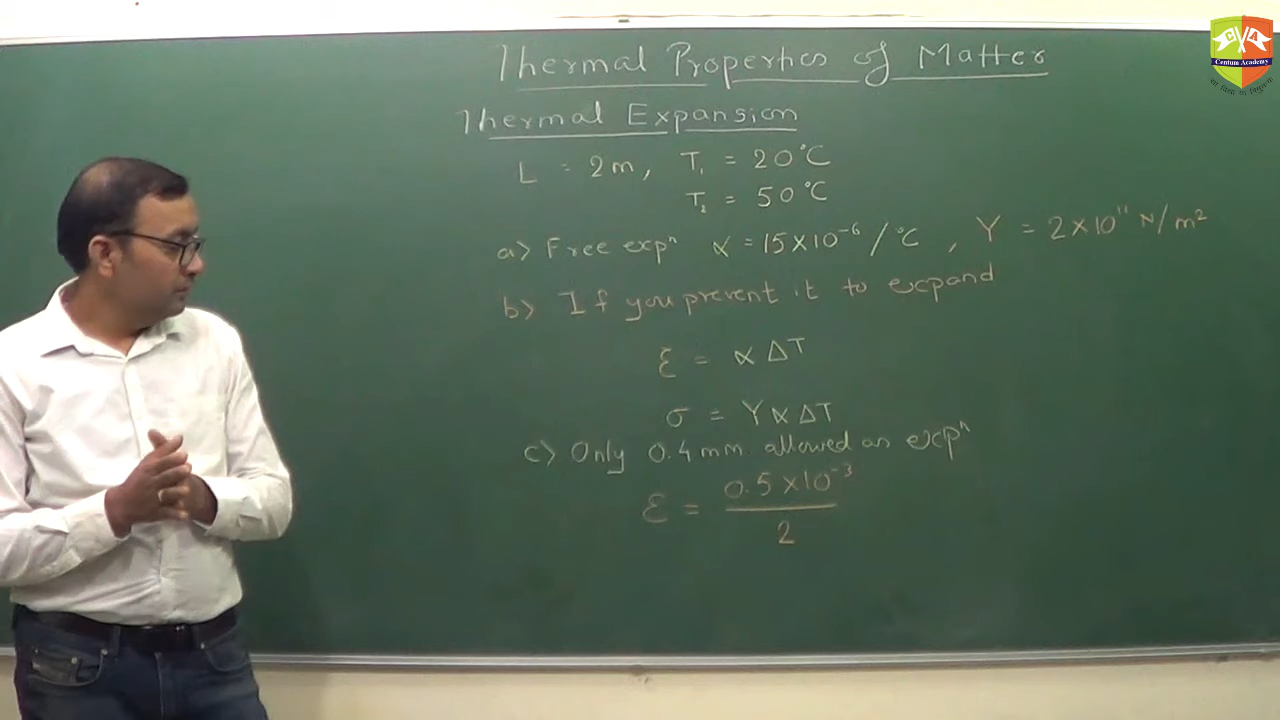 Thermal Properties of Matter
Thermal Expansion
L = 2m, T₁ = 20°C
T₂ = 50°C
a) Free expⁿ α = 15×10⁻⁶ /°C , Y = 2×10¹¹ N/m²
b) If you prevent it to expand
ε = α ΔT
σ = YαΔT
c) Only 0.4 mm. allowed as expⁿ
ε = 0.5×10⁻³ / 2
CA
Centum Academy